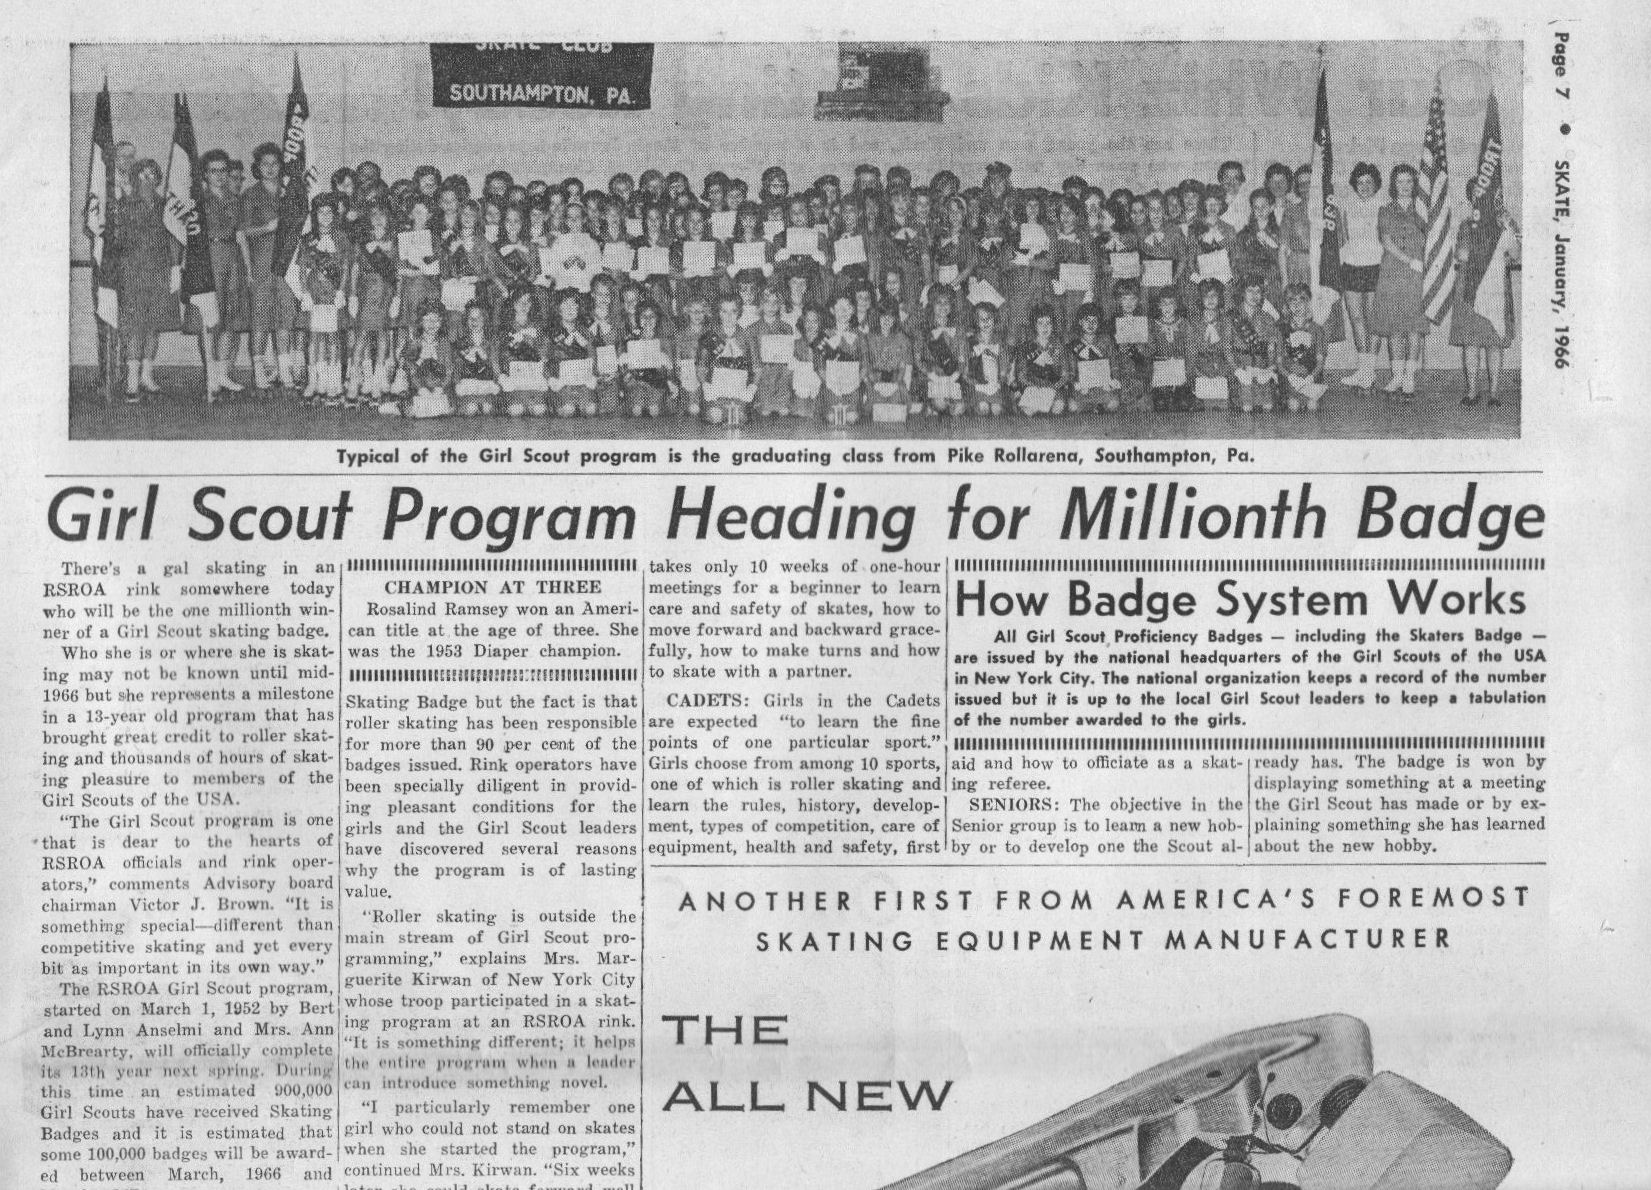 SKATE CLUB
SOUTHAMPTON, PA.
TROOP
TROOP
Page 7 • SKATE, January, 1966
Typical of the Girl Scout program is the graduating class from Pike Rollarena, Southampton, Pa.
Girl Scout Program Heading for Millionth Badge
There's a gal skating in an
RSROA rink somewhere today
who will be the one millionth win-
ner of a Girl Scout skating badge.
Who she is or where she is skat-
ing may not be known until mid-
1966 but she represents a milestone
in a 13-year old program that has
brought great credit to roller skat-
ing and thousands of hours of skat-
ing pleasure to members of the
Girl Scouts of the USA.
"The Girl Scout program is one
that is dear to the hearts of
RSROA officials and rink oper-
ators," comments Advisory board
chairman Victor J. Brown. "It is
something special—different than
competitive skating and yet every
bit as important in its own way."
The RSROA Girl Scout program,
started on March 1, 1952 by Bert
and Lynn Anselmi and Mrs. Ann
McBrearty, will officially complete
its 13th year next spring. During
this time an estimated 900,000
Girl Scouts have received Skating
Badges and it is estimated that
some 100,000 badges will be award-
ed between March, 1966 and
CHAMPION AT THREE
Rosalind Ramsey won an Ameri-
can title at the age of three. She
was the 1953 Diaper champion.
Skating Badge but the fact is that
roller skating has been responsible
for more than 90 per cent of the
badges issued. Rink operators have
been specially diligent in provid-
ing pleasant conditions for the
girls and the Girl Scout leaders
have discovered several reasons
why the program is of lasting
value.
"Roller skating is outside the
main stream of Girl Scout pro-
gramming," explains Mrs. Mar-
guerite Kirwan of New York City
whose troop participated in a skat-
ing program at an RSROA rink.
"It is something different; it helps
the entire program when a leader
can introduce something novel.
"I particularly remember one
girl who could not stand on skates
when she started the program,"
continued Mrs. Kirwan. "Six weeks
later she could skate forward well
takes only 10 weeks of one-hour
meetings for a beginner to learn
care and safety of skates, how to
move forward and backward grace-
fully, how to make turns and how
to skate with a partner.
CADETS: Girls in the Cadets
are expected "to learn the fine
points of one particular sport."
Girls choose from among 10 sports,
one of which is roller skating and
learn the rules, history, develop-
ment, types of competition, care of
equipment, health and safety, first
How Badge System Works
All Girl Scout Proficiency Badges — including the Skaters Badge —
are issued by the national headquarters of the Girl Scouts of the USA
in New York City. The national organization keeps a record of the number
issued but it is up to the local Girl Scout leaders to keep a tabulation
of the number awarded to the girls.
aid and how to officiate as a skat-
ing referee.
SENIORS: The objective in the
Senior group is to learn a new hob-
by or to develop one the Scout al-
ready has. The badge is won by
displaying something at a meeting
the Girl Scout has made or by ex-
plaining something she has learned
about the new hobby.
ANOTHER FIRST FROM AMERICA'S FOREMOST
SKATING EQUIPMENT MANUFACTURER
THE
ALL NEW